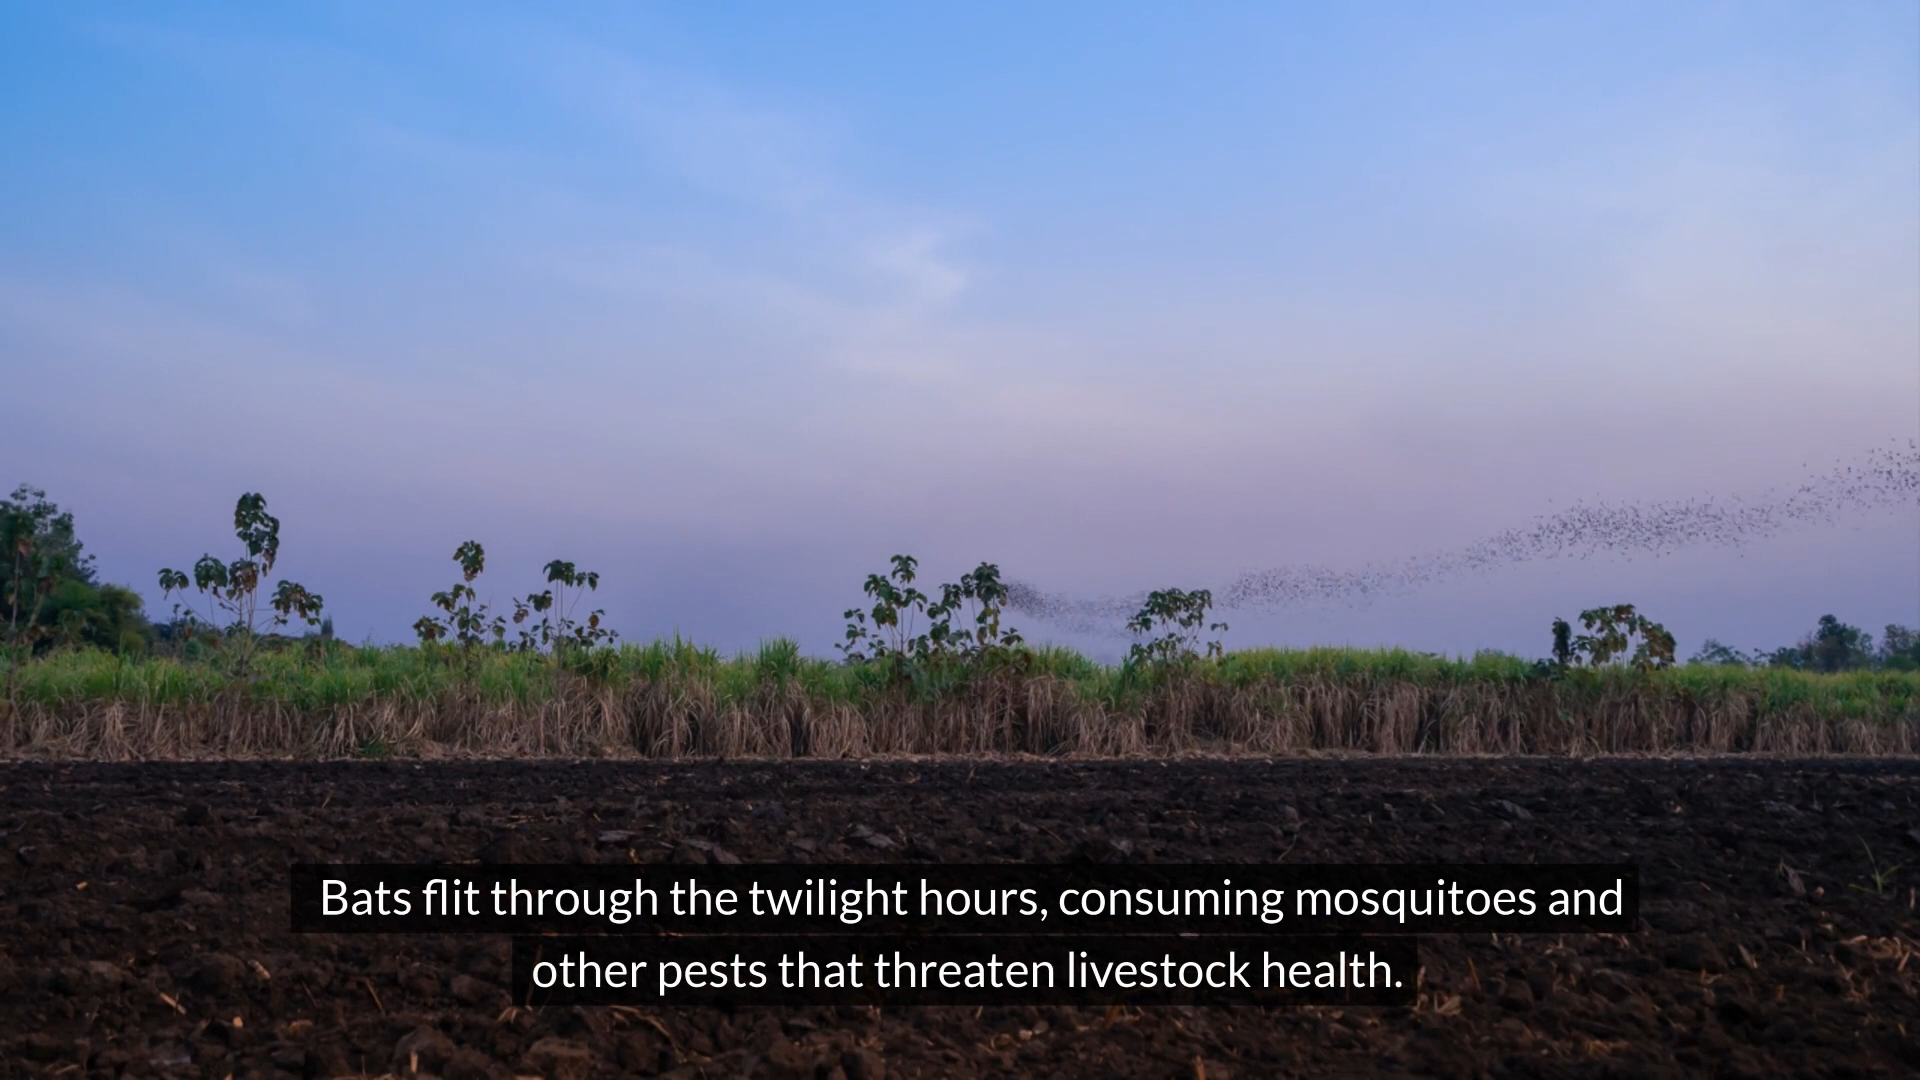 Bats flit through the twilight hours, consuming mosquitoes and
other pests that threaten livestock health.